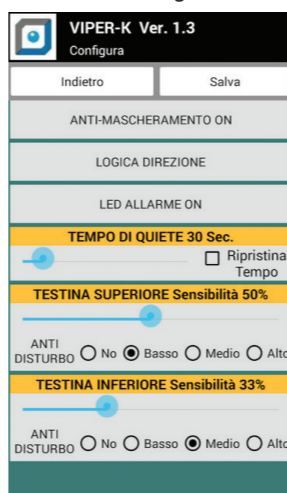 VIPER-K Ver. 1.3
Configura
Indietro Salva
ANTI-MASCHERAMENTO ON
LOGICA DIREZIONE
LED ALLARME ON
TEMPO DI QUIETE 30 Sec.
Ripristina
Tempo
TESTINA SUPERIORE Sensibilità 50%
ANTI
DISTURBO No Basso Medio Alto
TESTINA INFERIORE Sensibilità 33%
ANTI
DISTURBO No Basso Medio Alto